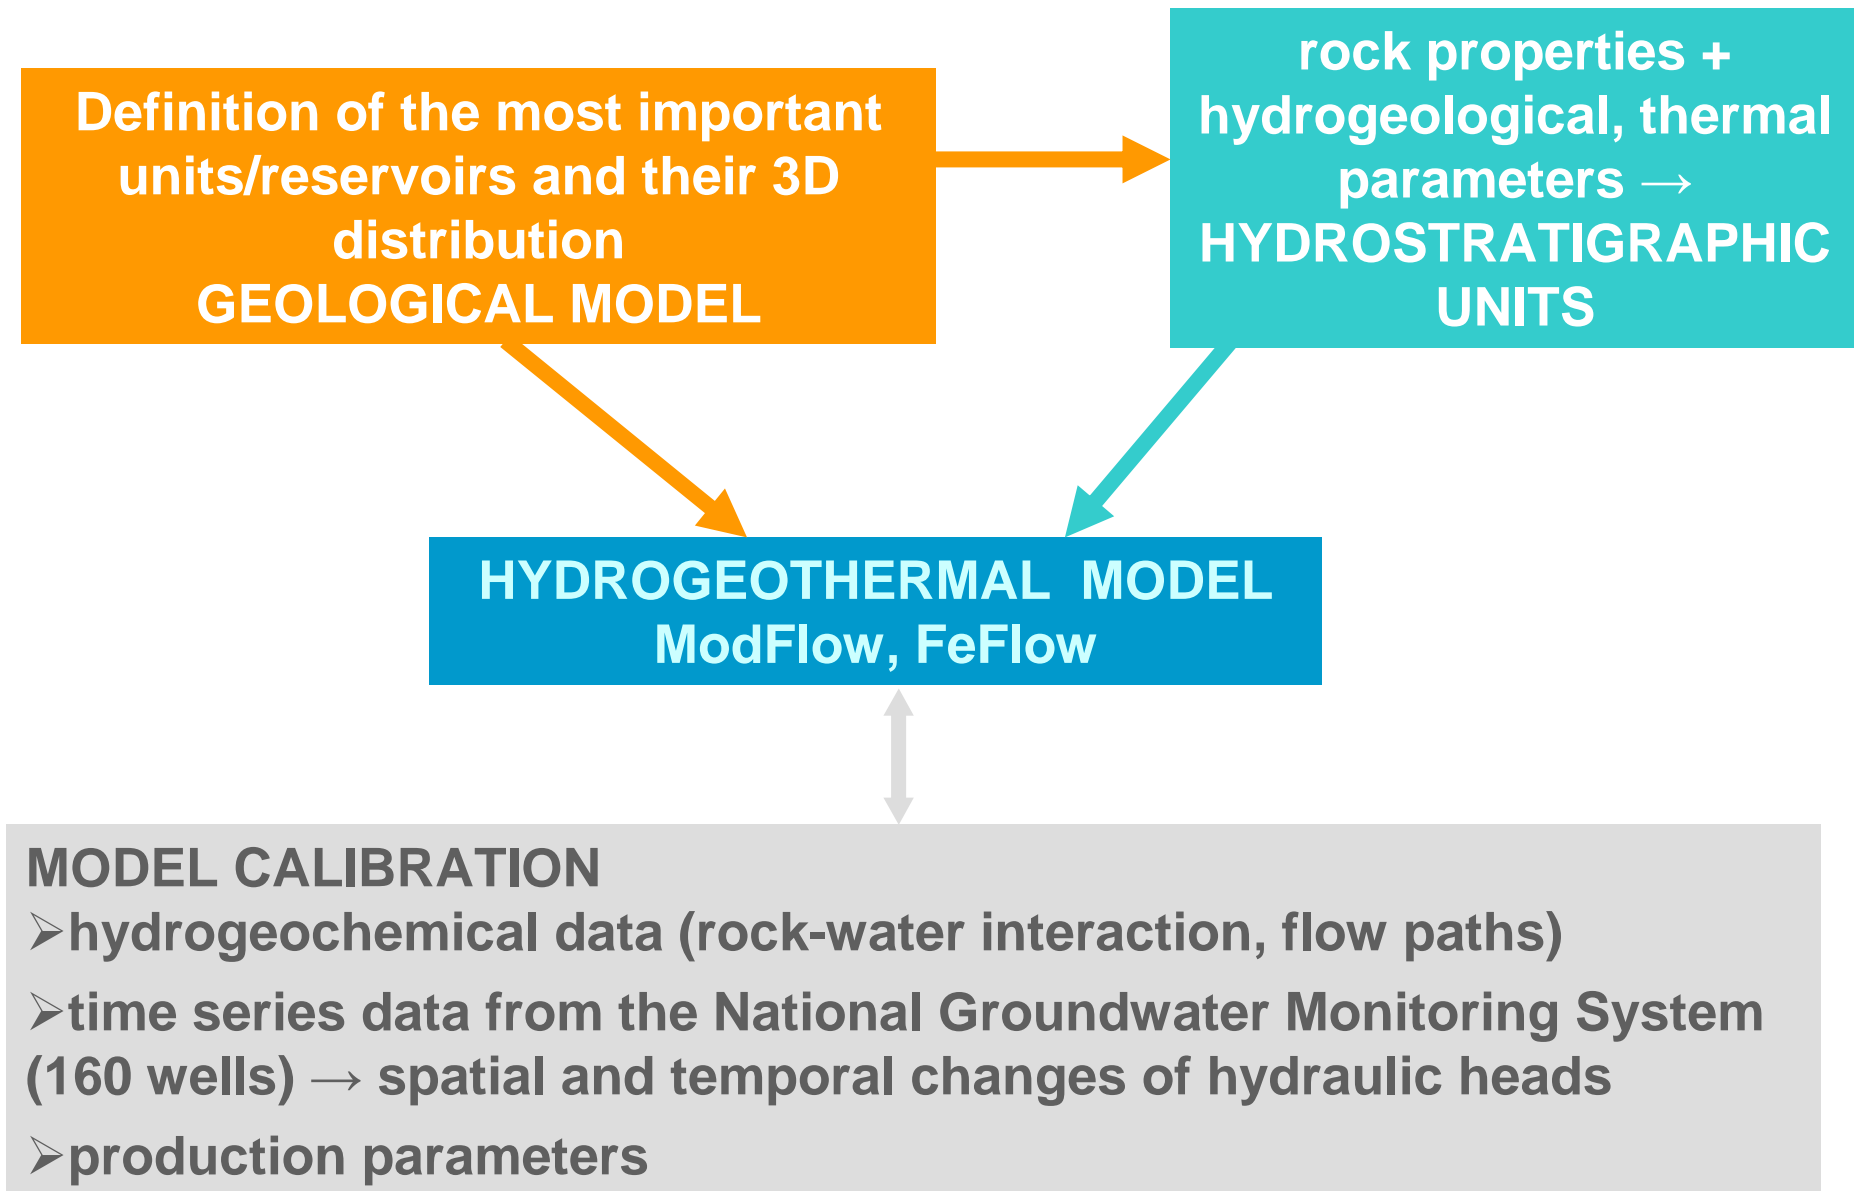 Definition of the most important
units/reservoirs and their 3D
distribution
GEOLOGICAL MODEL
rock properties +
hydrogeological, thermal
parameters →
HYDROSTRATIGRAPHIC
UNITS
HYDROGEOTHERMAL MODEL
ModFlow, FeFlow
MODEL CALIBRATION
➢hydrogeochemical data (rock-water interaction, flow paths)
➢time series data from the National Groundwater Monitoring System
(160 wells) → spatial and temporal changes of hydraulic heads
➢production parameters